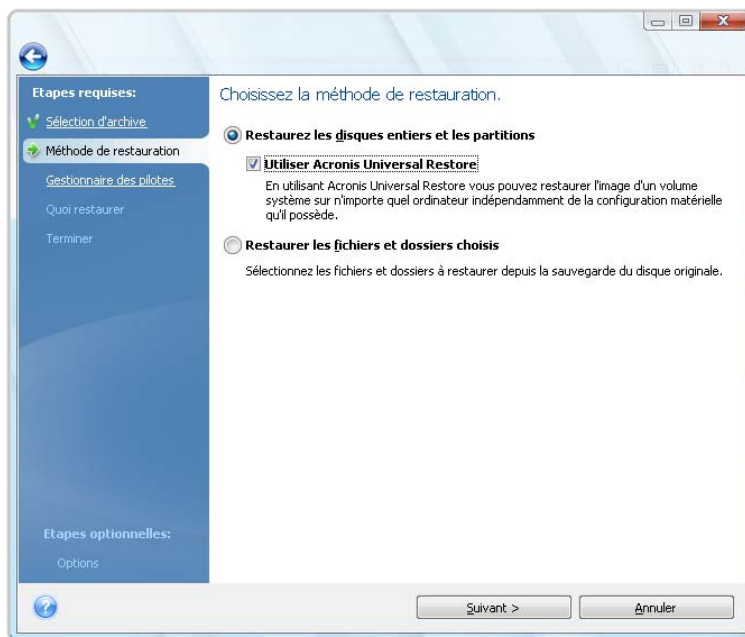 Etapes requises:
Sélection d'archive
Méthode de restauration
Gestionnaire des pilotes
Quoi restaurer
Terminer
Etapes optionnelles:
Options
Choisissez la méthode de restauration.
Restaurez les disques entiers et les partitions
Utiliser Acronis Universal Restore
En utilisant Acronis Universal Restore vous pouvez restaurer l'image d'un volume
système sur n'importe quel ordinateur indépendamment de la configuration matérielle
qu'il possède.
Restaurer les fichiers et dossiers choisis
Sélectionnez les fichiers et dossiers à restaurer depuis la sauvegarde du disque originale.
Suivant >
Annuler